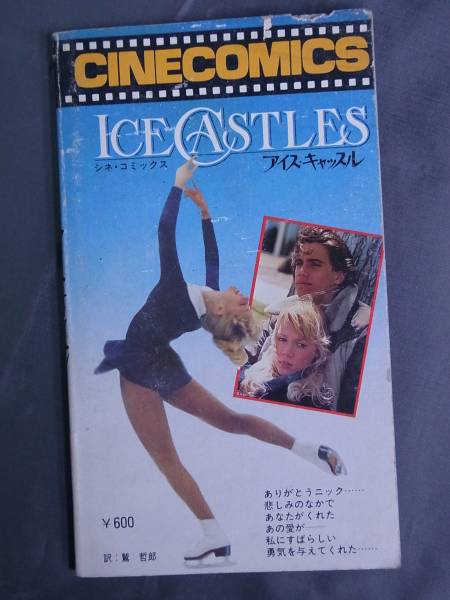 CINECOMICS
ICE CASTLES
シネ・コミックス
アイス・キャッスル
ありがとうニック……
悲しみのなかで
あなたがくれた
あの愛が――
私にすばらしい
勇気を与えてくれた……
¥600
訳：鷲 哲郎